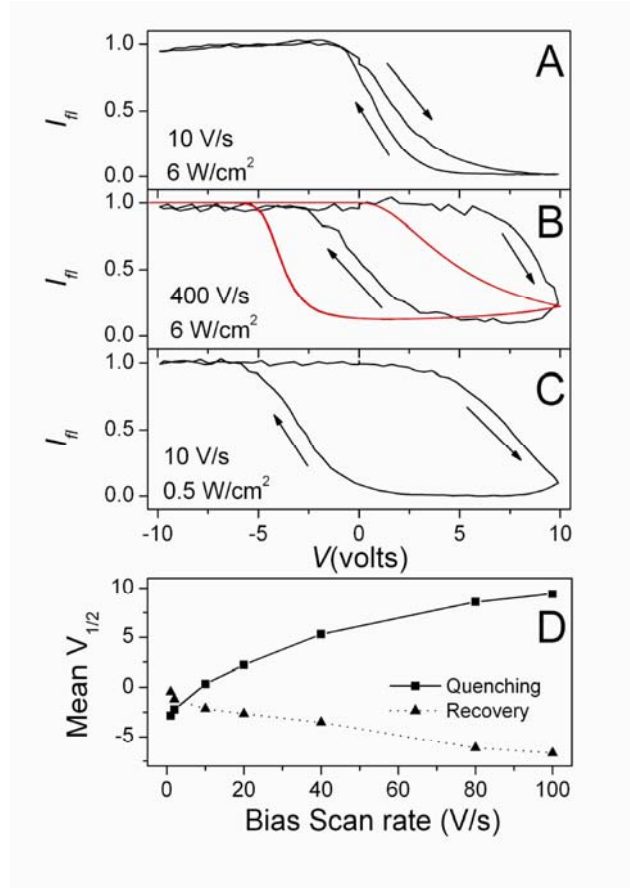 A
1.0
0.5
0.0
I_fl
10 V/s
6 W/cm²
B
1.0
0.5
0.0
I_fl
400 V/s
6 W/cm²
C
1.0
0.5
0.0
I_fl
10 V/s
0.5 W/cm²
-10 -5 0 5 10
V(volts)
D
10
5
0
-5
Mean V_1/2
Quenching
Recovery
0 20 40 60 80 100
Bias Scan rate (V/s)